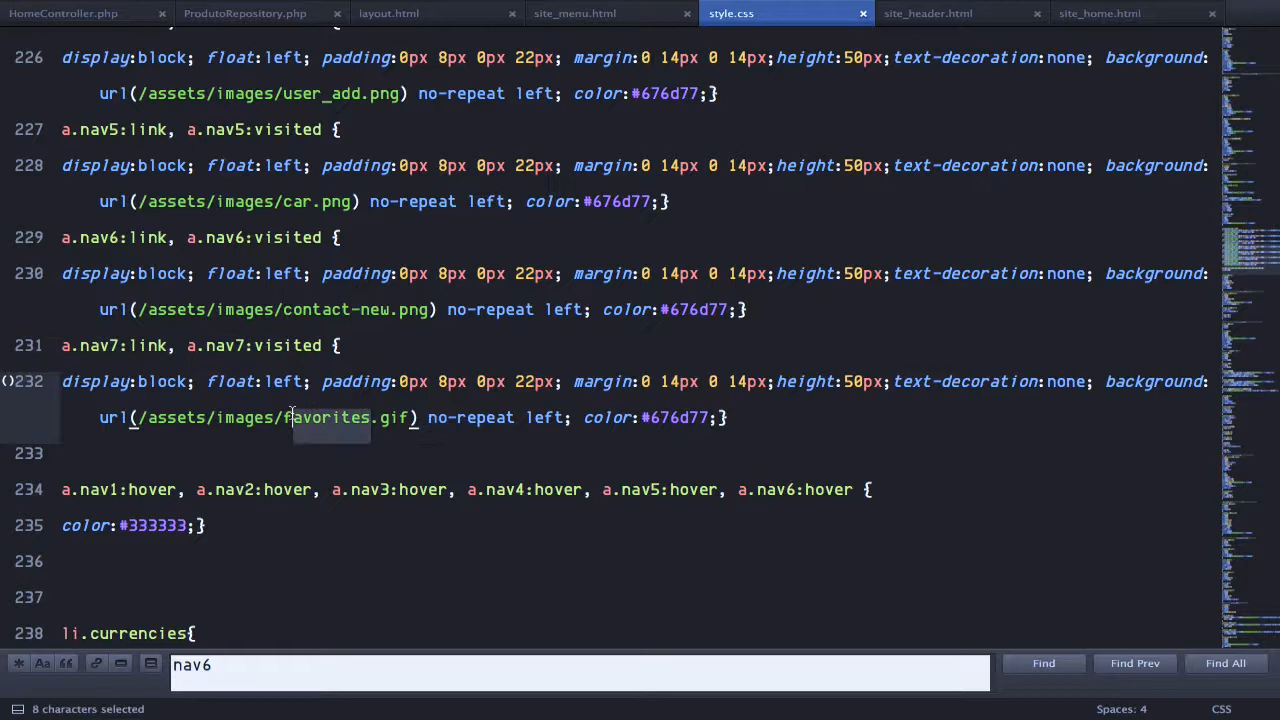 HomeController.php
ProdutoRepository.php
layout.html
site_menu.html
style.css
site_header.html
site_home.html
226 display:block; float:left; padding:0px 8px 0px 22px; margin:0 14px 0 14px;height:50px;text-decoration:none; background:
url(/assets/images/user_add.png) no-repeat left; color:#676d77;}
227 a.nav5:link, a.nav5:visited {
228 display:block; float:left; padding:0px 8px 0px 22px; margin:0 14px 0 14px;height:50px;text-decoration:none; background:
url(/assets/images/car.png) no-repeat left; color:#676d77;}
229 a.nav6:link, a.nav6:visited {
230 display:block; float:left; padding:0px 8px 0px 22px; margin:0 14px 0 14px;height:50px;text-decoration:none; background:
url(/assets/images/contact-new.png) no-repeat left; color:#676d77;}
231 a.nav7:link, a.nav7:visited {
232 display:block; float:left; padding:0px 8px 0px 22px; margin:0 14px 0 14px;height:50px;text-decoration:none; background:
url(/assets/images/favorites.gif) no-repeat left; color:#676d77;}
233
234 a.nav1:hover, a.nav2:hover, a.nav3:hover, a.nav4:hover, a.nav5:hover, a.nav6:hover {
235 color:#333333;}
236
237
238 li.currencies{
Aa
nav6
Find
Find Prev
Find All
8 characters selected
Spaces: 4
CSS